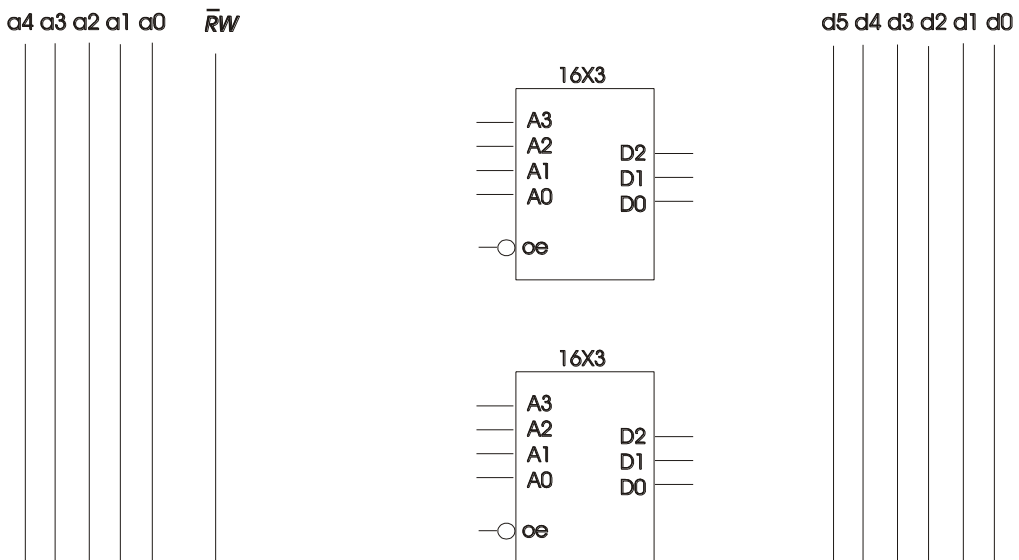 a4 a3 a2 a1 a0 R̅W d5 d4 d3 d2 d1 d0
16X3
A3
A2
D2
A1
D1
A0
D0
oe
16X3
A3
A2
D2
A1
D1
A0
D0
oe